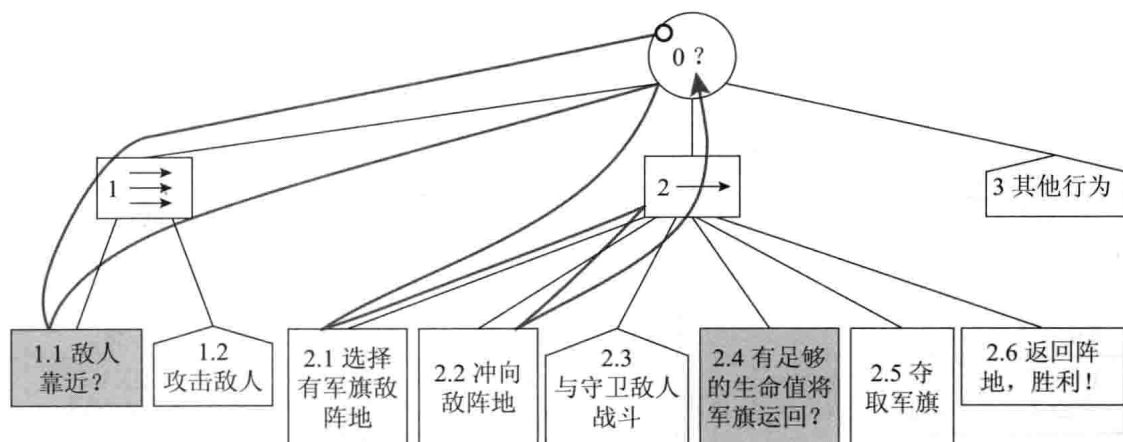 0 ?
1
2
3 其他行为
1.1 敌人
靠近?
1.2
攻击敌人
2.1 选择
有军旗敌
阵地
2.2 冲向
敌阵地
2.3
与守卫敌人
战斗
2.4 有足够
的生命值将
军旗运回?
2.5 夺
取军旗
2.6 返回阵
地，胜利!